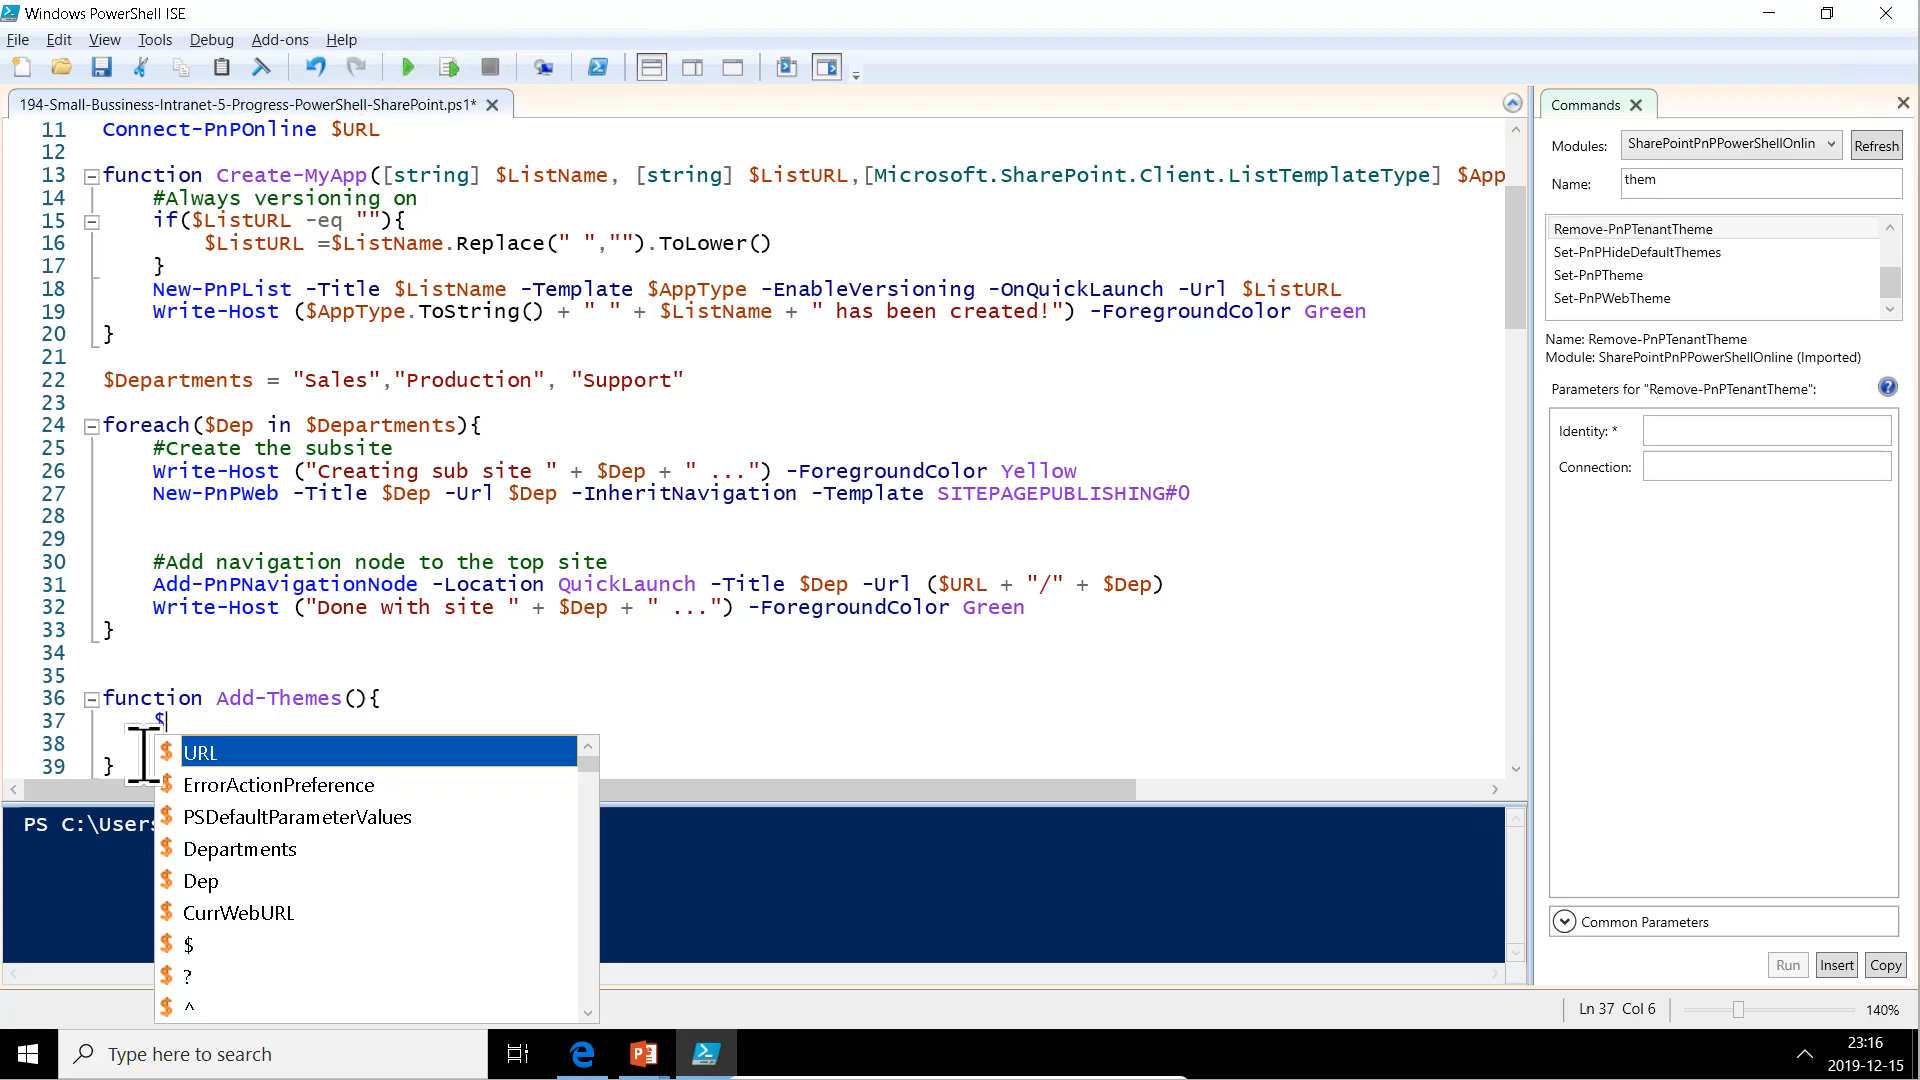 Windows PowerShell ISE
File Edit View Tools Debug Add-ons Help
194-Small-Bussiness-Intranet-5-Progress-PowerShell-SharePoint.ps1*
11 Connect-PnPOnline $URL
12
13 function Create-MyApp([string] $ListName, [string] $ListURL,[Microsoft.SharePoint.Client.ListTemplateType] $App
14 #Always versioning on
15 if($ListURL -eq ""){
16 $ListURL =$ListName.Replace(" ","").ToLower()
17 }
18 New-PnPList -Title $ListName -Template $AppType -EnableVersioning -OnQuickLaunch -Url $ListURL
19 Write-Host ($AppType.ToString() + " " + $ListName + " has been created!") -ForegroundColor Green
20 }
21
22 $Departments = "Sales","Production", "Support"
23
24 foreach($Dep in $Departments){
25 #Create the subsite
26 Write-Host ("Creating sub site " + $Dep + " ...") -ForegroundColor Yellow
27 New-PnPWeb -Title $Dep -Url $Dep -InheritNavigation -Template SITEPAGEPUBLISHING#0
28
29
30 #Add navigation node to the top site
31 Add-PnPNavigationNode -Location QuickLaunch -Title $Dep -Url ($URL + "/" + $Dep)
32 Write-Host ("Done with site " + $Dep + " ...") -ForegroundColor Green
33 }
34
35
36 function Add-Themes(){
37 $
38
39 }
$ URL
$ ErrorActionPreference
$ PSDefaultParameterValues
$ Departments
$ Dep
$ CurrWebURL
$ $
$ ?
$ ^
PS C:\Users
Commands
Modules: SharePointPnPPowerShellOnlin Refresh
Name: them
Remove-PnPTenantTheme
Set-PnPHideDefaultThemes
Set-PnPTheme
Set-PnPWebTheme
Name: Remove-PnPTenantTheme
Module: SharePointPnPPowerShellOnline (Imported)
Parameters for "Remove-PnPTenantTheme":
Identity: *
Connection:
Common Parameters
Run Insert Copy
Ln 37 Col 6 140%
Type here to search
23:16
2019-12-15